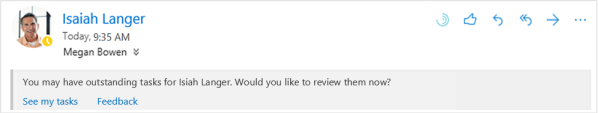 Isaiah Langer
Today, 9:35 AM
Megan Bowen
You may have outstanding tasks for Isiah Langer. Would you like to review them now?
See my tasks Feedback